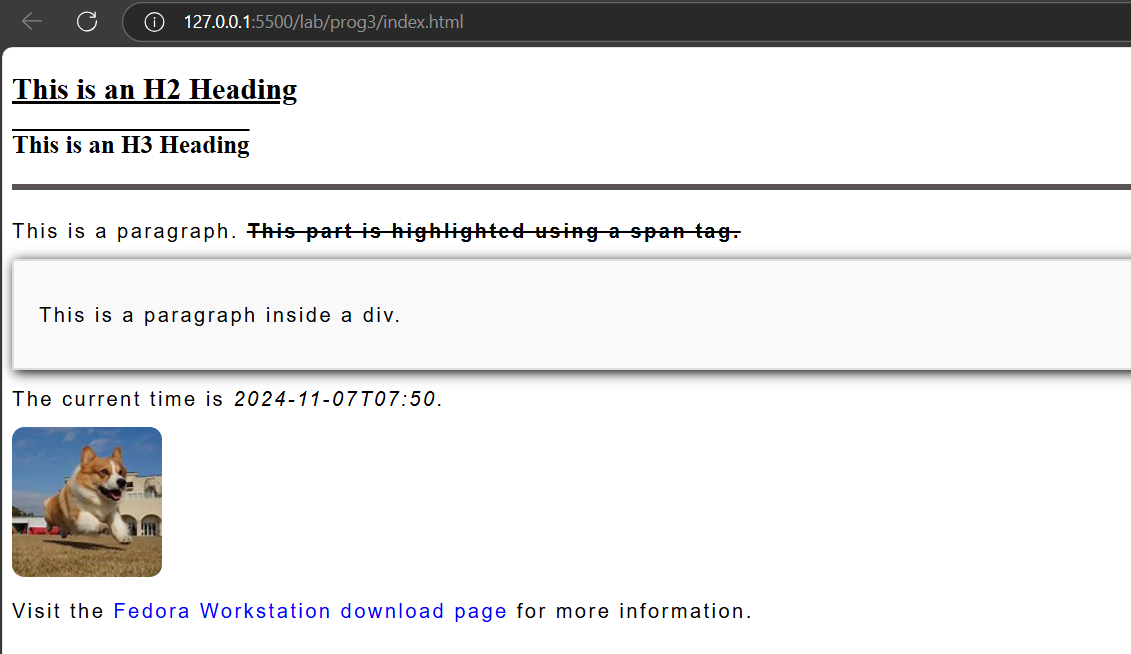 127.0.0.1:5500/lab/prog3/index.html
This is an H2 Heading
This is an H3 Heading
This is a paragraph. This part is highlighted using a span tag.
This is a paragraph inside a div.
The current time is 2024-11-07T07:50.
Visit the Fedora Workstation download page for more information.